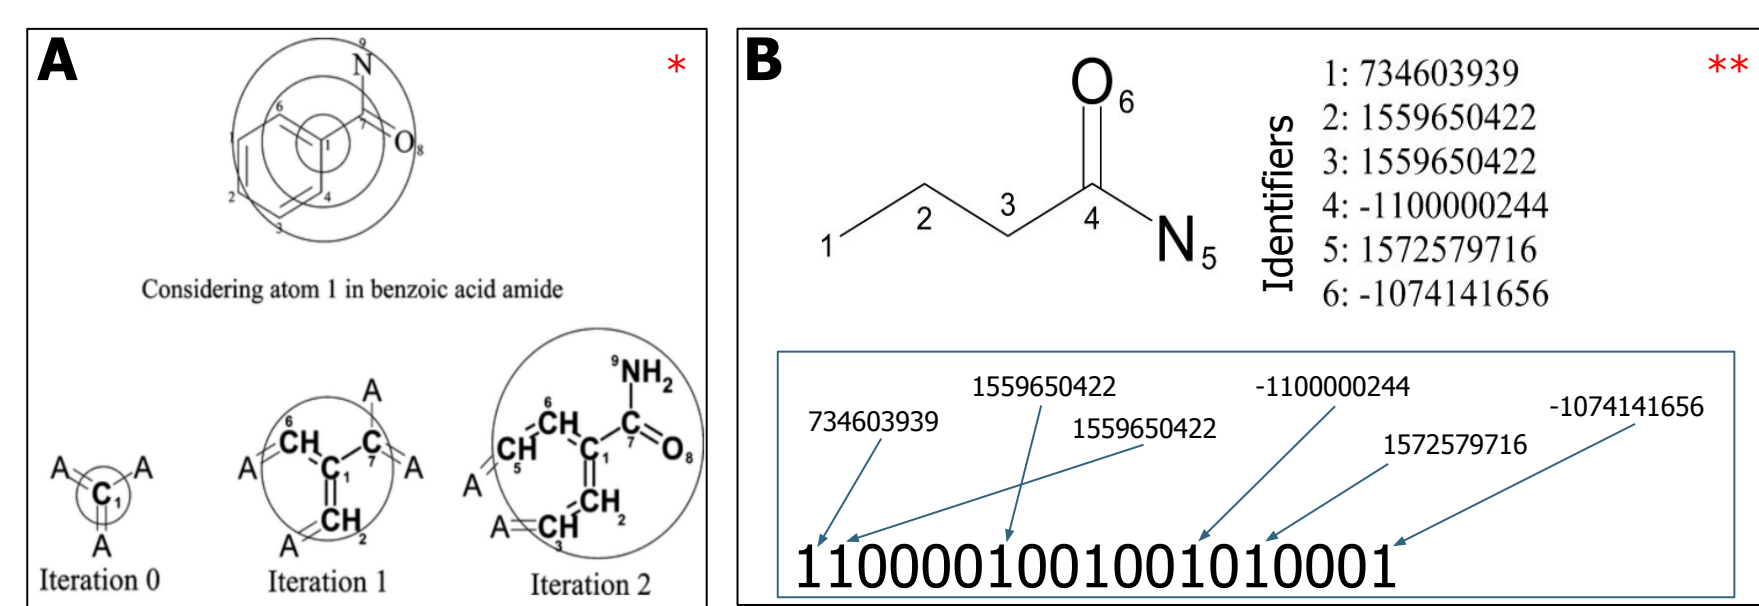 A
*
9
N
6
7
1
1
O8
2
4
3
Considering atom 1 in benzoic acid amide
A
A
C1
A
Iteration 0
A
6
CH
C
7
A
1
A
CH
2
A
Iteration 1
9NH2
6
CH
C
7
O8
CH
5
1
A
CH
2
A
CH
3
Iteration 2
B
**
O6
1
2
3
4
N5
Identifiers
1: 734603939
2: 1559650422
3: 1559650422
4: -1100000244
5: 1572579716
6: -1074141656
1559650422
-1100000244
-1074141656
734603939
1559650422
1572579716
1100001001001010001